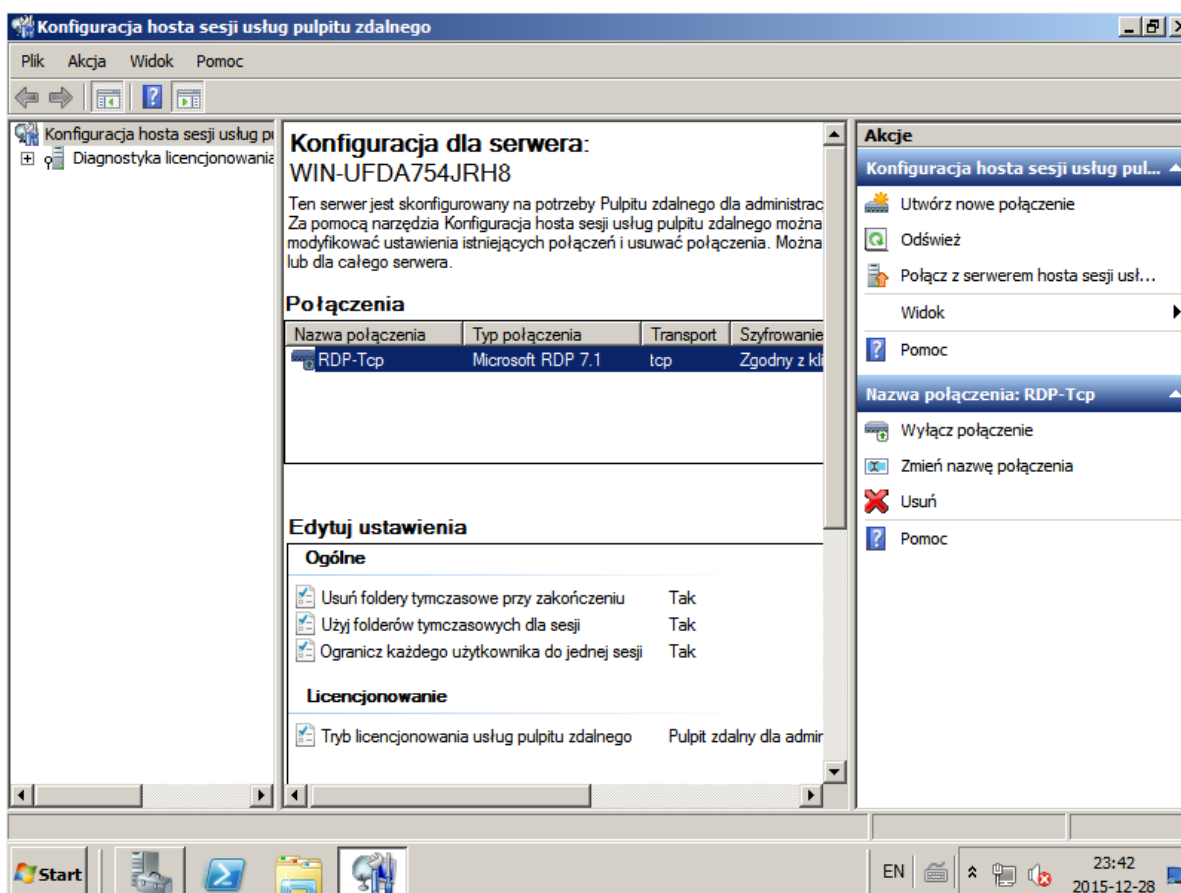 Konfiguracja hosta sesji usług pulpitu zdalnego
Plik Akcja Widok Pomoc
Konfiguracja hosta sesji usług pu
Diagnostyka licencjonowania
Konfiguracja dla serwera:
WIN-UFDA754JRH8
Ten serwer jest skonfigurowany na potrzeby Pulpitu zdalnego dla administrac
Za pomocą narzędzia Konfiguracja hosta sesji usług pulpitu zdalnego można
modyfikować ustawienia istniejących połączeń i usuwać połączenia. Można
lub dla całego serwera.
Połączenia
Nazwa połączenia Typ połączenia Transport Szyfrowanie
RDP-Tcp Microsoft RDP 7.1 tcp Zgodny z kli
Edytuj ustawienia
Ogólne
Usuń foldery tymczasowe przy zakończeniu Tak
Użyj folderów tymczasowych dla sesji Tak
Ogranicz każdego użytkownika do jednej sesji Tak
Licencjonowanie
Tryb licencjonowania usług pulpitu zdalnego Pulpit zdalny dla admin
Akcje
Konfiguracja hosta sesji usług pul...
Utwórz nowe połączenie
Odśwież
Połącz z serwerem hosta sesji usł...
Widok
Pomoc
Nazwa połączenia: RDP-Tcp
Wyłącz połączenie
Zmień nazwę połączenia
Usuń
Pomoc
Start
EN
23:42
2015-12-28